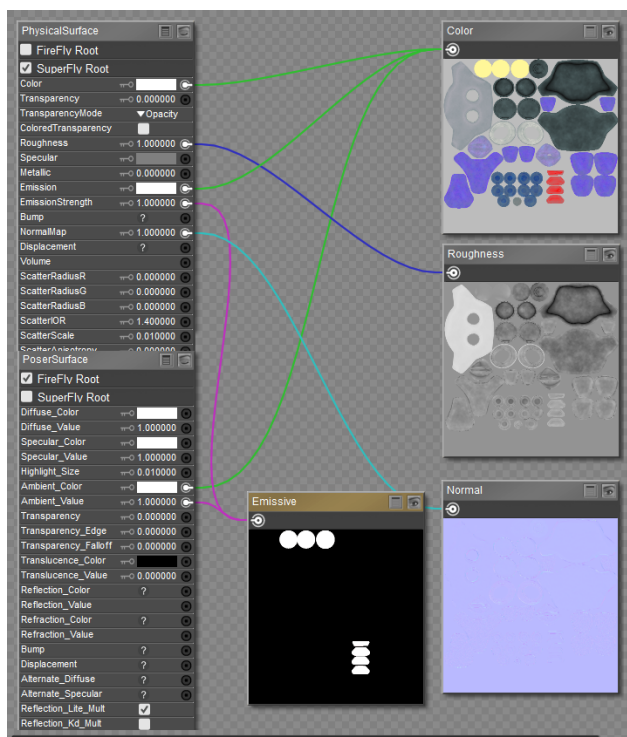 PhysicalSurface
FireFly Root
SuperFly Root
Color 1
Transparency 0.000000
TransparencyMode Opacity
ColoredTransparency
Roughness 1.000000
Specular
Metallic 0.000000
Emission
EmissionStrength 1.000000
Bump ?
NormalMap 1.000000
Displacement ?
Volume
ScatterRadiusR 0.000000
ScatterRadiusG 0.000000
ScatterRadiusB 0.000000
ScatterIOR 1.400000
ScatterScale 0.010000
ScatterAnisotropy 0.000000
PoserSurface
FireFly Root
SuperFly Root
Diffuse_Color
Diffuse_Value 1.000000
Specular_Color
Specular_Value 1.000000
Highlight_Size 0.010000
Ambient_Color
Ambient_Value 1.000000
Transparency 0.000000
Transparency_Edge 0.000000
Transparency_Falloff 0.000000
Translucence_Color
Translucence_Value 0.000000
Reflection_Color ?
Reflection_Value
Refraction_Color ?
Refraction_Value
Bump ?
Displacement ?
Alternate_Diffuse ?
Alternate_Specular ?
Reflection_Lite_Mult
Reflection_Kd_Mult
Emissive
Color
Roughness
Normal